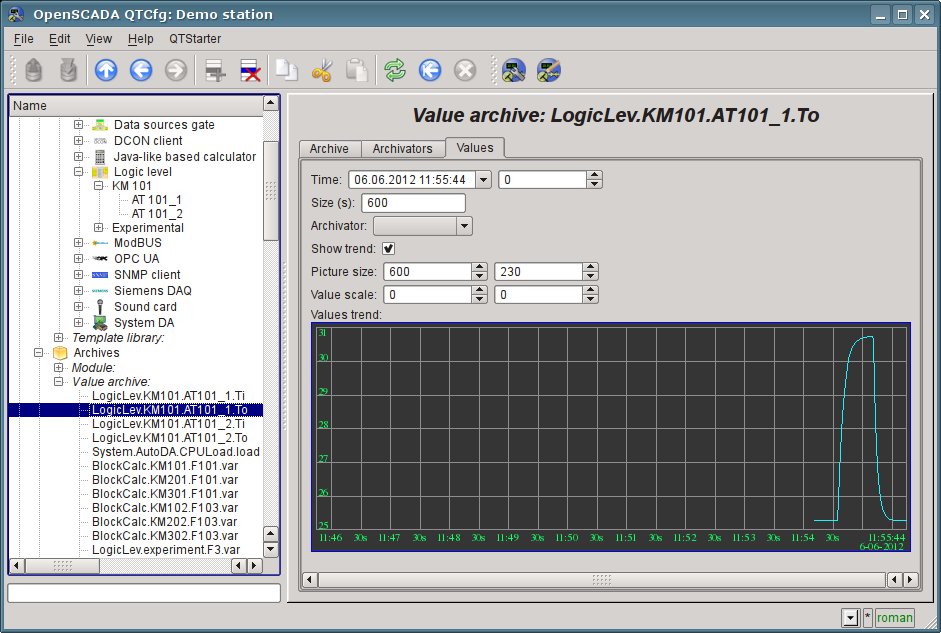 OpenSCADA QTCfg: Demo station
File Edit View Help QTStarter
Name
Data sources gate
DCON client
Java-like based calculator
Logic level
KM 101
AT 101_1
AT 101_2
Experimental
ModBUS
OPC UA
SNMP client
Siemens DAQ
Sound card
System DA
Template library:
Archives
Module:
Value archive:
LogicLev.KM101.AT101_1.Ti
LogicLev.KM101.AT101_1.To
LogicLev.KM101.AT101_2.Ti
LogicLev.KM101.AT101_2.To
System.AutoDA.CPULoad.load
BlockCalc.KM101.F101.var
BlockCalc.KM201.F101.var
BlockCalc.KM301.F101.var
BlockCalc.KM102.F103.var
BlockCalc.KM202.F103.var
BlockCalc.KM302.F103.var
LogicLev.experiment.F3.var
Value archive: LogicLev.KM101.AT101_1.To
Archive Archivators Values
Time: 06.06.2012 11:55:44 0
Size (s): 600
Archivator:
Show trend:
Picture size: 600 230
Value scale: 0 0
Values trend:
31
30
29
28
27
26
25
11:46 30s 11:47 30s 11:48 30s 11:49 30s 11:50 30s 11:51 30s 11:52 30s 11:53 30s 11:54 30s 11:55:44
6-06-2012
* roman